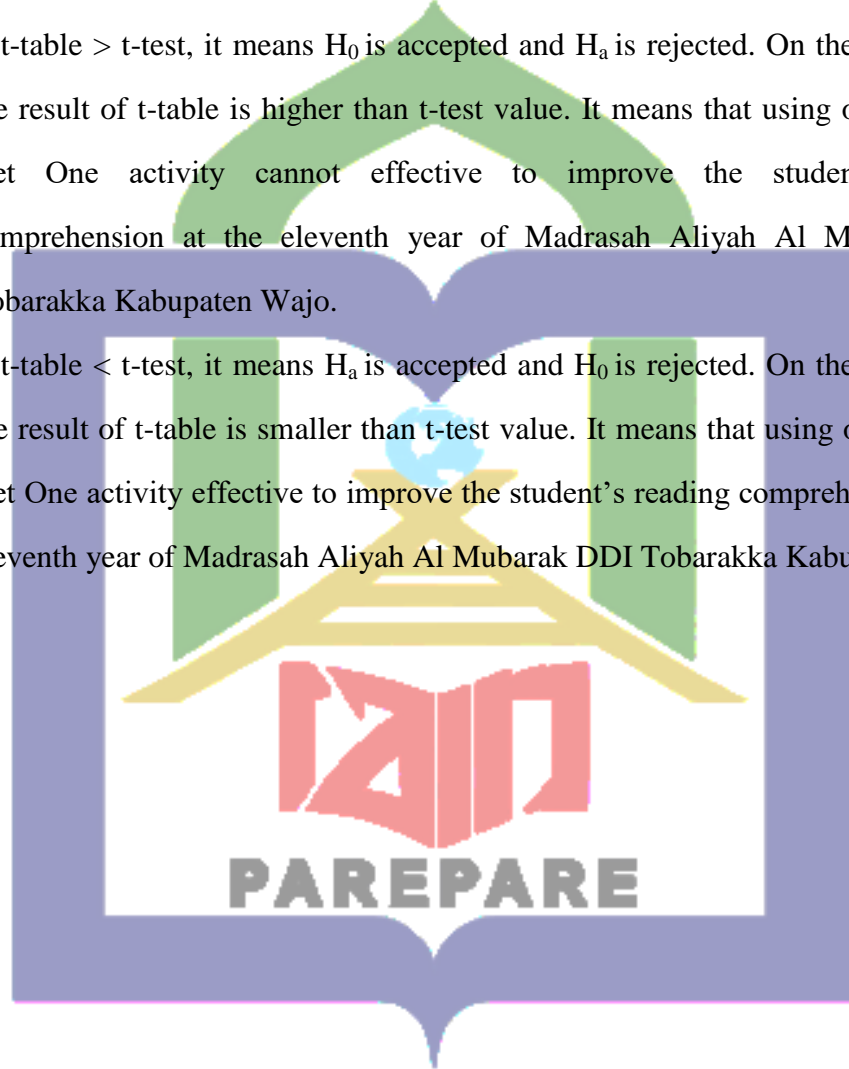 t-table > t-test, it means H0 is accepted and Ha is rejected. On the
e result of t-table is higher than t-test value. It means that using
et One activity cannot effective to improve the studen
omprehension at the eleventh year of Madrasah Aliyah Al M
obarakka Kabupaten Wajo.
t-table < t-test, it means Ha is accepted and H0 is rejected. On the
e result of t-table is smaller than t-test value. It means that using
et One activity effective to improve the student’s reading compreh
eventh year of Madrasah Aliyah Al Mubarak DDI Tobarakka Kabu
iain
PAREPARE